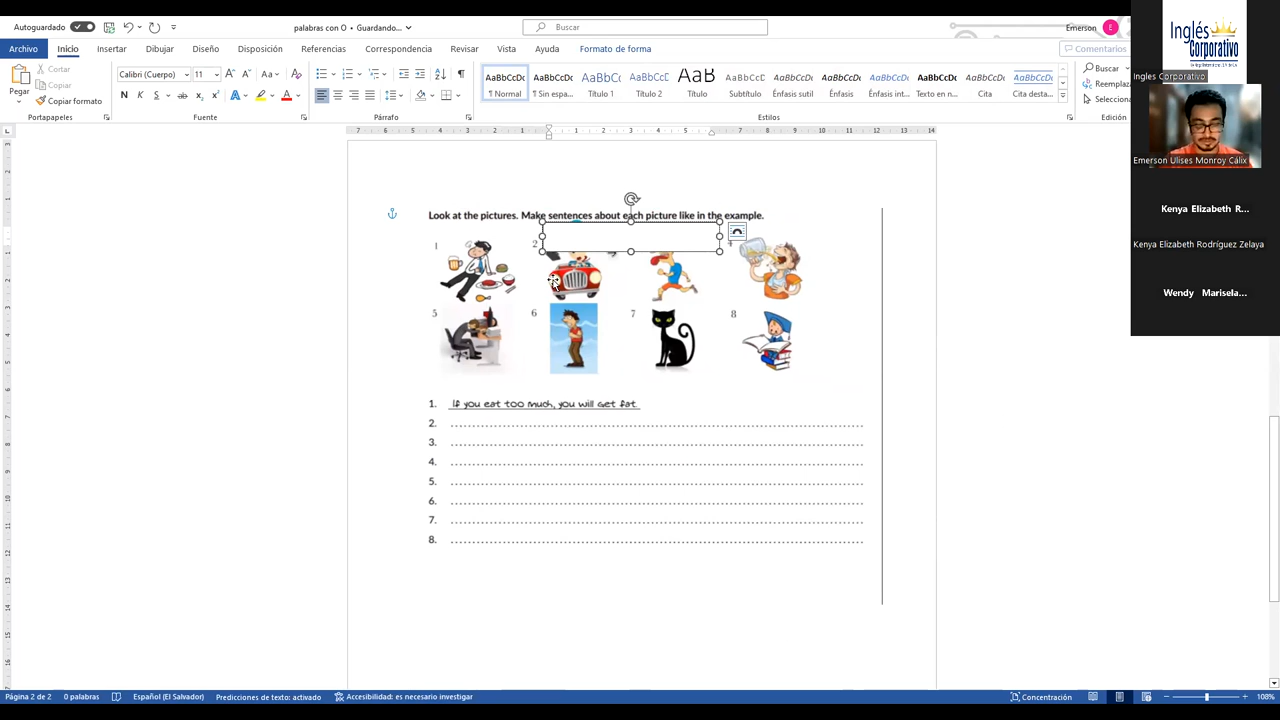 Autoguardado
palabras con O • Guardando...
Buscar
Emerson
E
Archivo
Inicio
Insertar
Dibujar
Diseño
Disposición
Referencias
Correspondencia
Revisar
Vista
Ayuda
Formato de forma
Comentarios
Pegar
Cortar
Copiar
Copiar formato
Calibri (Cuerpo)
11
Portapapeles
Fuente
Párrafo
¶ Normal
¶ Sin espa...
Título 1
Título 2
Título
Subtítulo
Énfasis sutil
Énfasis
Énfasis int...
Texto en n...
Cita
Cita desta...
Estilos
Buscar
Reemplaza
Selecciona
Edición
Inglés
Corporativo
Ingles Corporativo
Emerson Ulises Monroy Cálix
Kenya Elizabeth R...
Kenya Elizabeth Rodríguez Zelaya
Wendy Marisela...
Look at the pictures. Make sentences about each picture like in the example.
1
2
4
5
6
7
8
1. If you eat too much, you will get fat.
2.
3.
4.
5.
6.
7.
8.
Página 2 de 2
0 palabras
Español (El Salvador)
Predicciones de texto: activado
Accesibilidad: es necesario investigar
Concentración
108%